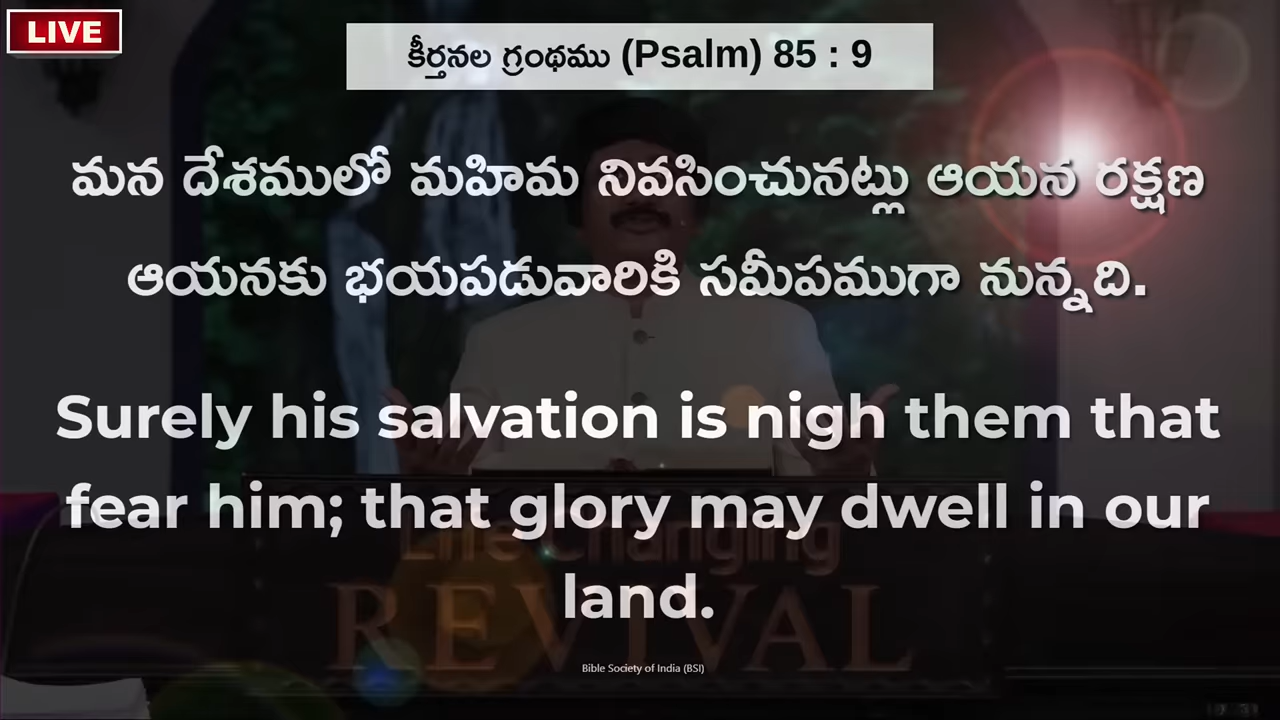 LIVE
కీర్తనల గ్రంథము (Psalm) 85 : 9
మన దేశములో మహిమ నివసించునట్లు ఆయన రక్షణ
ఆయనకు భయపడువారికి సమీపముగా నున్నది.
Surely his salvation is nigh them that
fear him; that glory may dwell in our
land.
Life Changing
REVIVAL
Bible Society of India (BSI)